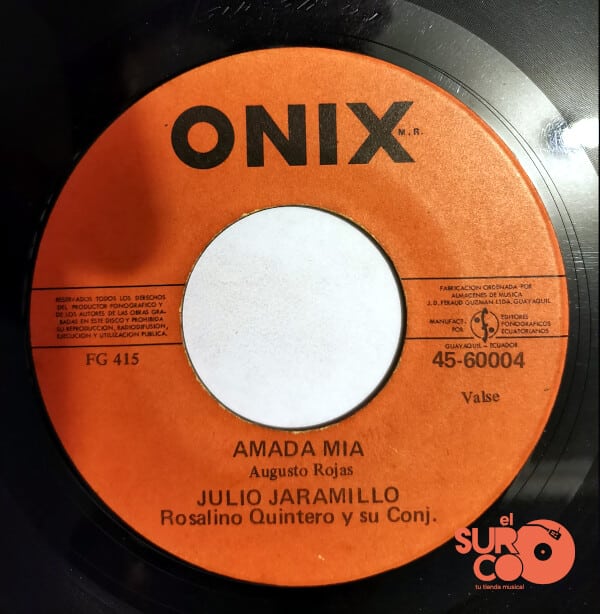 ONIX
M.R.
RESERVADOS TODOS LOS DERECHOS
DEL PRODUCTOR FONOGRAFICO Y
DE LOS AUTORES DE LAS OBRAS GRA-
BADAS EN ESTE DISCO Y PROHIBIDA
SU REPRODUCCION, RADIODIFUSION,
EJECUCION Y UTILIZACION PUBLICA.
FG 415
FABRICACION ORDENADA POR
ALMACENES DE MUSICA
J.D. FERAUD GUZMAN LTDA. GUAYAQUIL
MANUFACT.
POR
EDITORES
FONOGRAFICOS
ECUATORIANOS
GUAYAQUIL - ECUADOR
45-60004
Valse
AMADA MIA
Augusto Rojas
JULIO JARAMILLO
Rosalino Quintero y su Conj.
el
SUR
CO
tu tienda musical